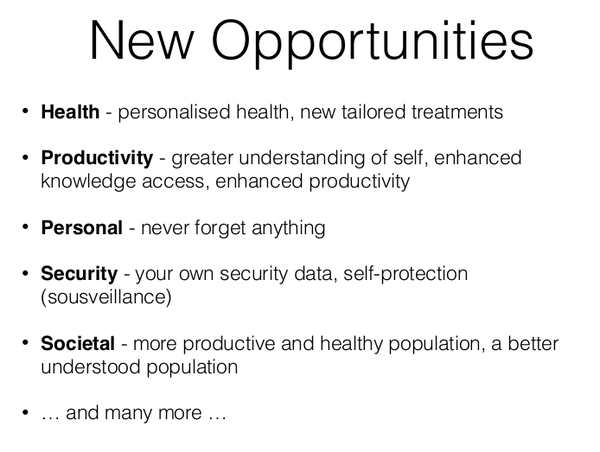 New Opportunities
• Health - personalised health, new tailored treatments
• Productivity - greater understanding of self, enhanced
knowledge access, enhanced productivity
• Personal - never forget anything
• Security - your own security data, self-protection
(sousveillance)
• Societal - more productive and healthy population, a better
understood population
• … and many more …